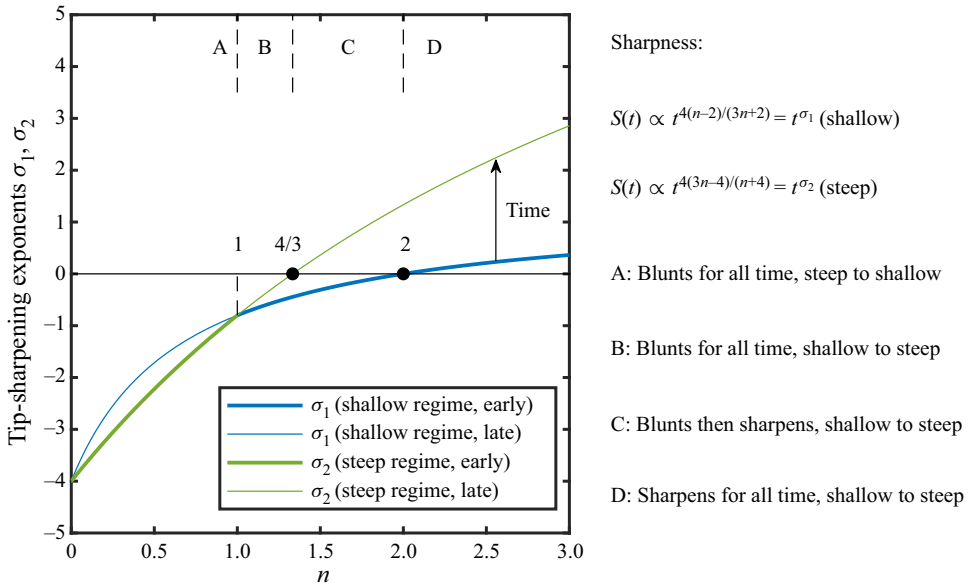 5
4
3
2
1
0
−1
−2
−3
−4
−5
Tip-sharpening exponents σ₁, σ₂
A B C D
1 4/3 2
Time
σ₁ (shallow regime, early)
σ₁ (shallow regime, late)
σ₂ (steep regime, early)
σ₂ (steep regime, late)
0 0.5 1.0 1.5 2.0 2.5 3.0
n
Sharpness:
S(t) ∝ t^{4(n–2)/(3n+2)} = t^{σ₁} (shallow)
S(t) ∝ t^{4(3n–4)/(n+4)} = t^{σ₂} (steep)
A: Blunts for all time, steep to shallow
B: Blunts for all time, shallow to steep
C: Blunts then sharpens, shallow to steep
D: Sharpens for all time, shallow to steep